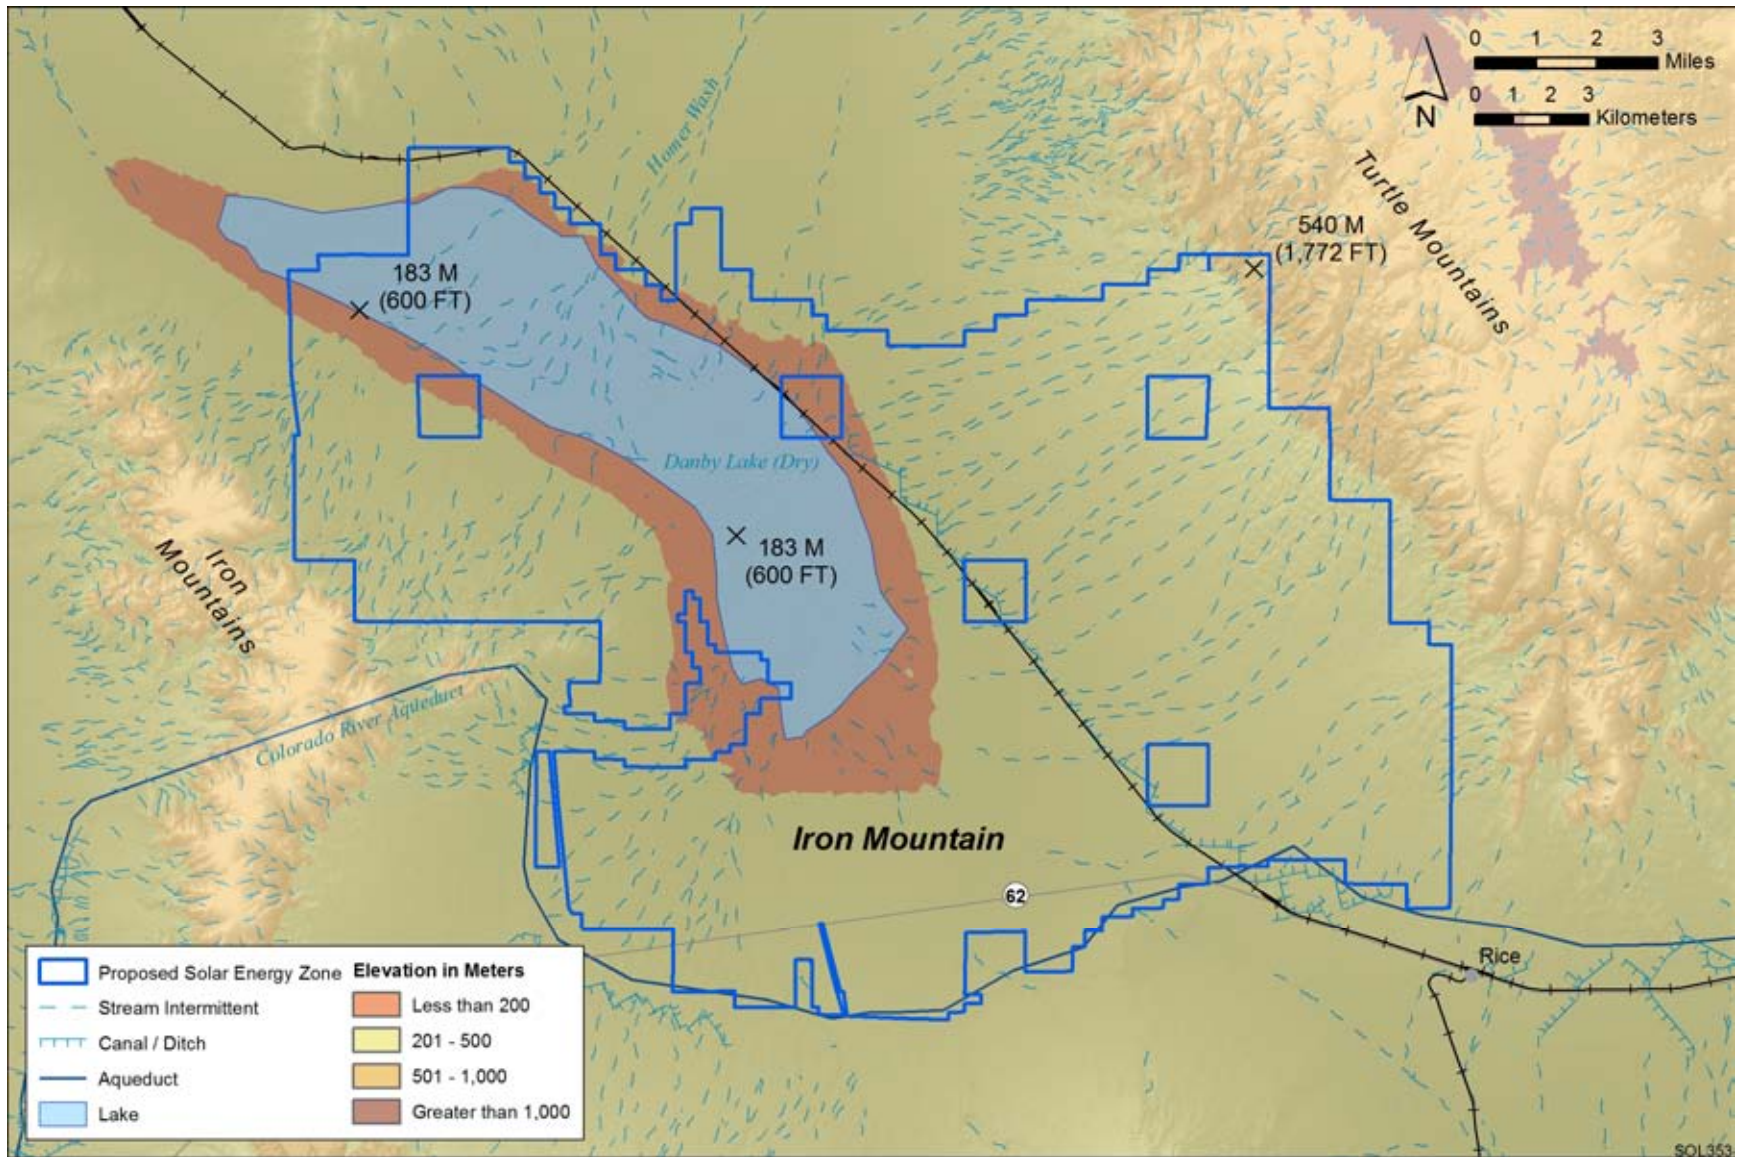 0 1 2 3
Miles
0 1 2 3
Kilometers
N
Homer Wash
Turtle Mountains
540 M
(1,772 FT)
183 M
(600 FT)
Danby Lake (Dry)
183 M
(600 FT)
Iron
Mountains
Colorado River Aqueduct
Iron Mountain
62
Rice
Proposed Solar Energy Zone
Stream Intermittent
Canal / Ditch
Aqueduct
Lake
Elevation in Meters
Less than 200
201 - 500
501 - 1,000
Greater than 1,000
SOL353